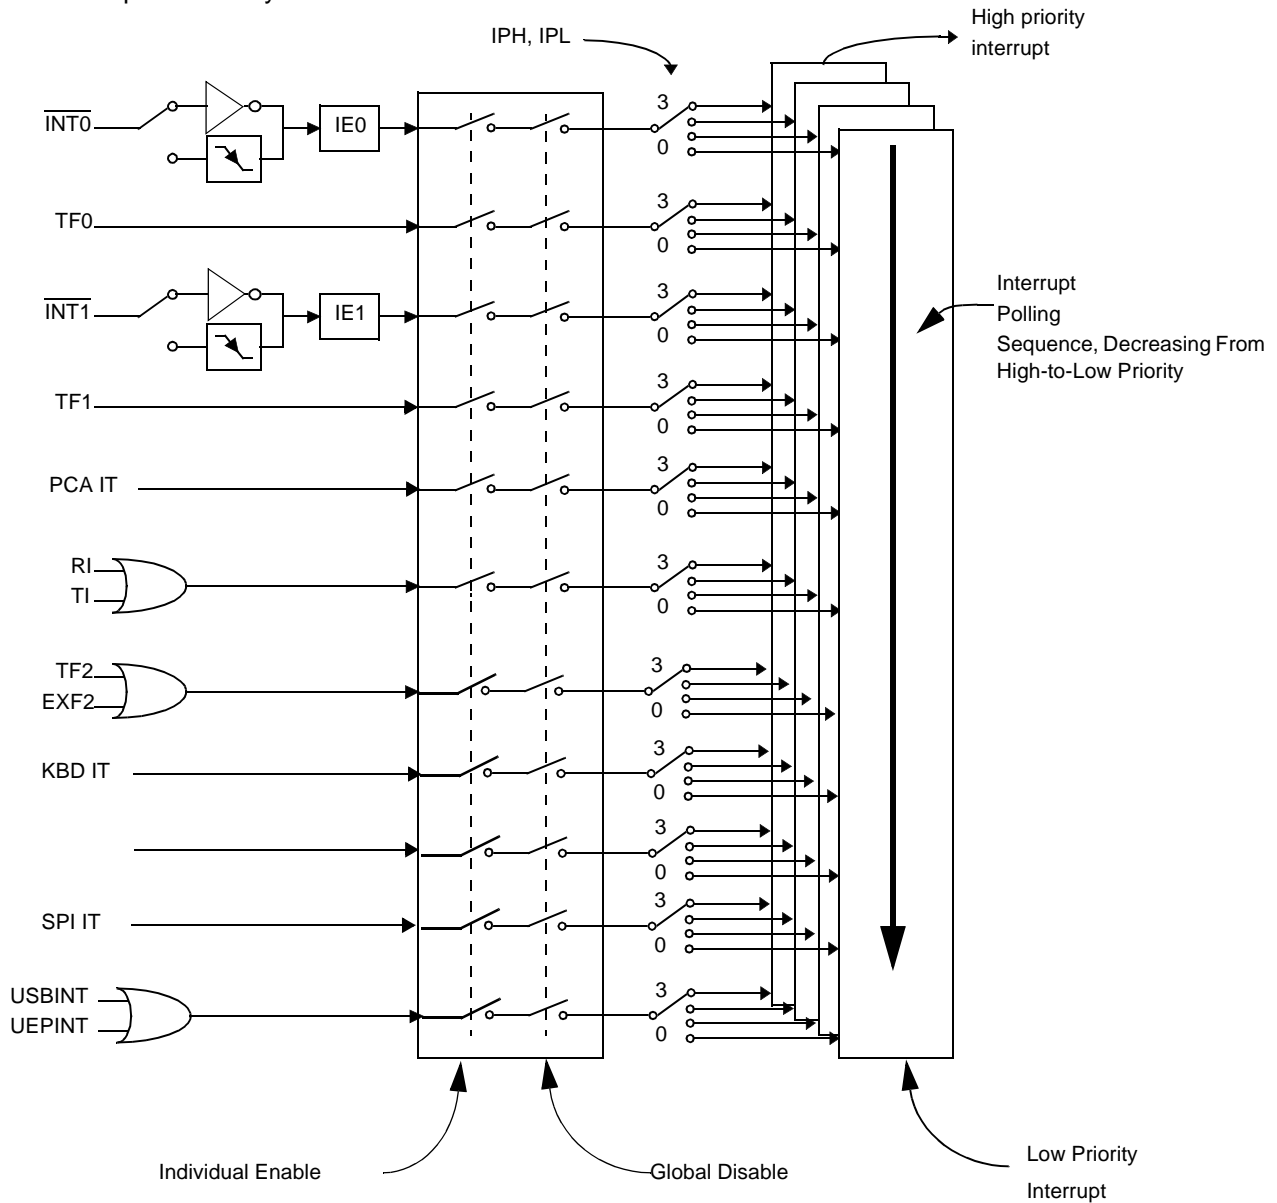 High priority
interrupt
IPH, IPL
3
INT0
IE0
0
3
TF0
0
3
INT1
IE1
0
Interrupt
Polling
Sequence, Decreasing From
High-to-Low Priority
3
TF1
0
3
PCA IT
0
3
RI
TI
0
3
TF2
EXF2
0
3
KBD IT
0
3
0
3
SPI IT
0
3
USBINT
UEPINT
0
Individual Enable
Global Disable
Low Priority
Interrupt